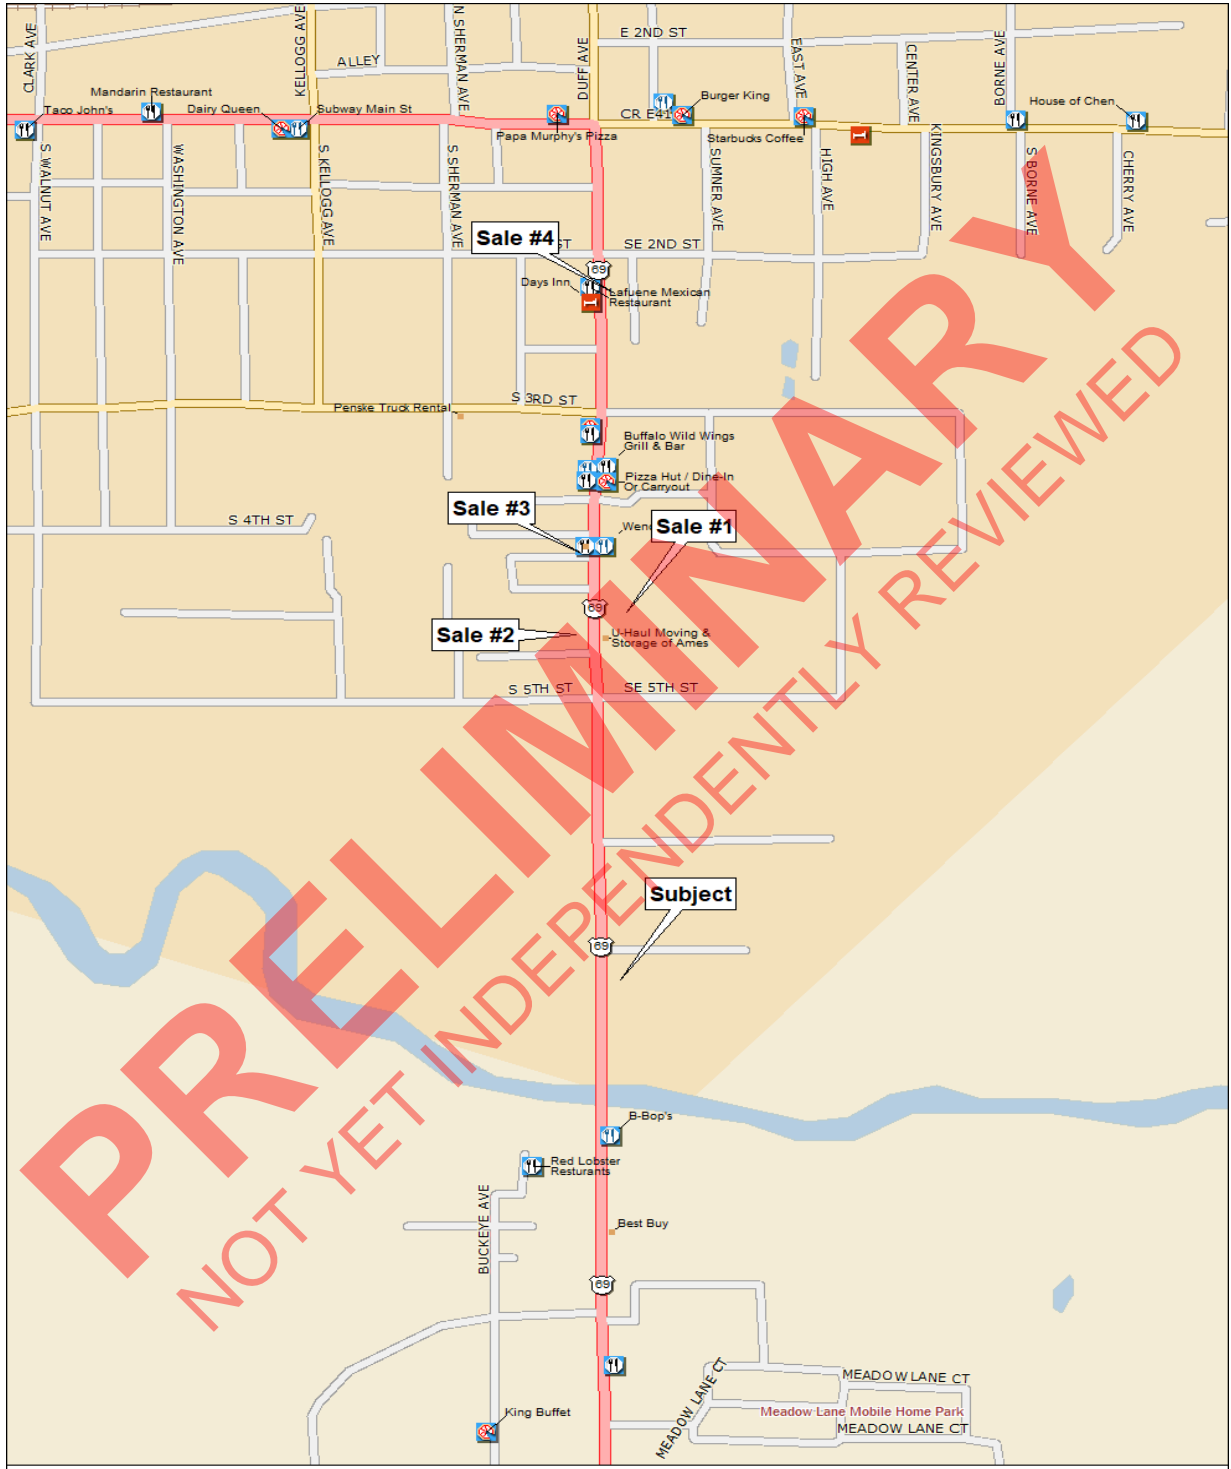 CLARK AVE
KELLOGG AVE
N SHERMAN AVE
DUFF AVE
E 2ND ST
EAST AVE
CENTER AVE
BORNE AVE
ALLEY
Mandarin Restaurant
Taco John's
Dairy Queen
Subway Main St
Papa Murphy's Pizza
CR E41
Burger King
Starbucks Coffee
House of Chen
S WALNUT AVE
WASHINGTON AVE
S KELLOGG AVE
S SHERMAN AVE
SUMNER AVE
HIGH AVE
KINGSBURY AVE
S BORNE AVE
CHERRY AVE
Sale #4
ST
SE 2ND ST
69
Days Inn
Lafuene Mexican
Restaurant
S 3RD ST
Penske Truck Rental
Buffalo Wild Wings
Grill & Bar
Pizza Hut / Dine-In
Or Carryout
Sale #3
S 4TH ST
Wend
Sale #1
69
Sale #2
U-Haul Moving &
Storage of Ames
S 5TH ST
SE 5TH ST
Subject
69
B-Bop's
Red Lobster
Resturants
BUCKEYE AVE
Best Buy
69
MEADOW LANE CT
MEADOW LANE CT
Meadow Lane Mobile Home Park
MEADOW LANE CT
King Buffet
PRELIMINARY
NOT YET INDEPENDENTLY REVIEWED